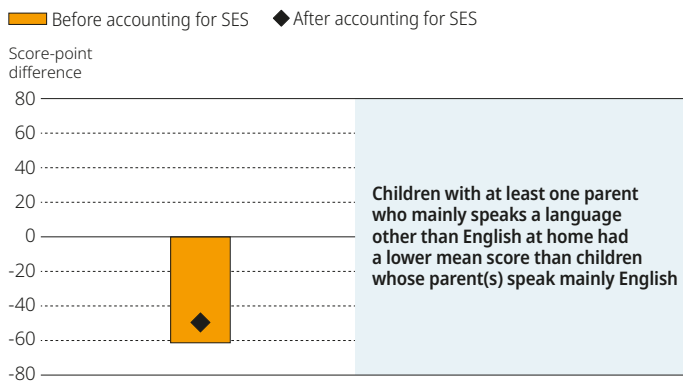 Before accounting for SES After accounting for SES
Score-point
difference
80
60
40
20
0
-20
-40
-60
-80
Children with at least one parent
who mainly speaks a language
other than English at home had
a lower mean score than children
whose parent(s) speak mainly English